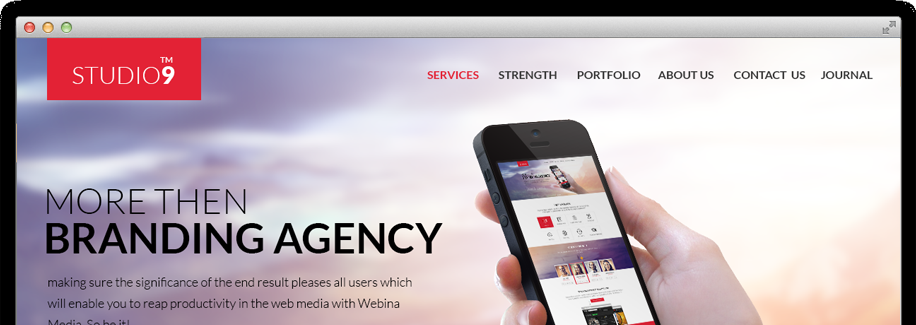 STUDIO9™
SERVICES STRENGTH PORTFOLIO ABOUT US CONTACT US JOURNAL
MORE THEN
BRANDING AGENCY
making sure the significance of the end result pleases all users which
will enable you to reap productivity in the web media with Webina
Media. So be it!